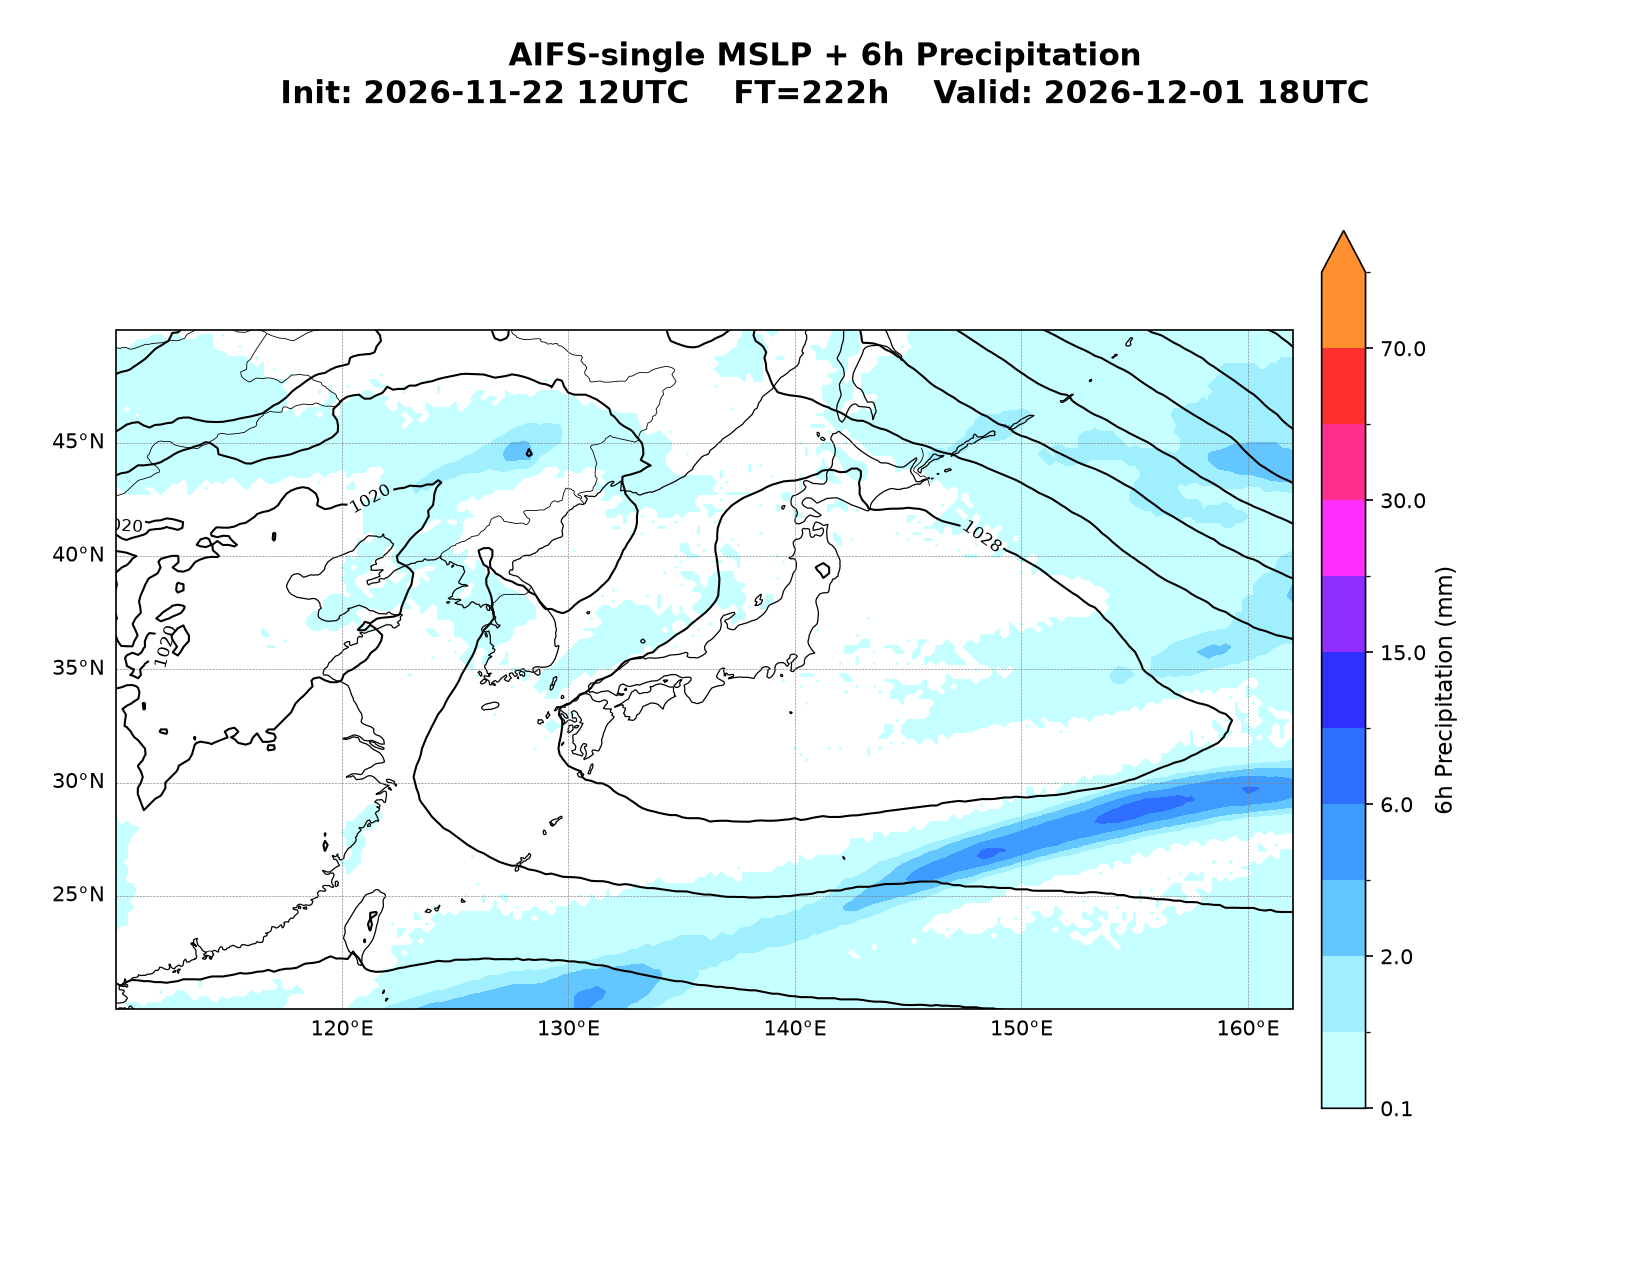 AIFS-single MSLP + 6h Precipitation
Init: 2026-11-22 12UTC    FT=222h    Valid: 2026-12-01 18UTC
70.0
30.0
15.0
6.0
2.0
0.1
6h Precipitation (mm)
45°N
40°N
35°N
30°N
25°N
120°E
130°E
140°E
150°E
160°E
1020
020
1020
1028